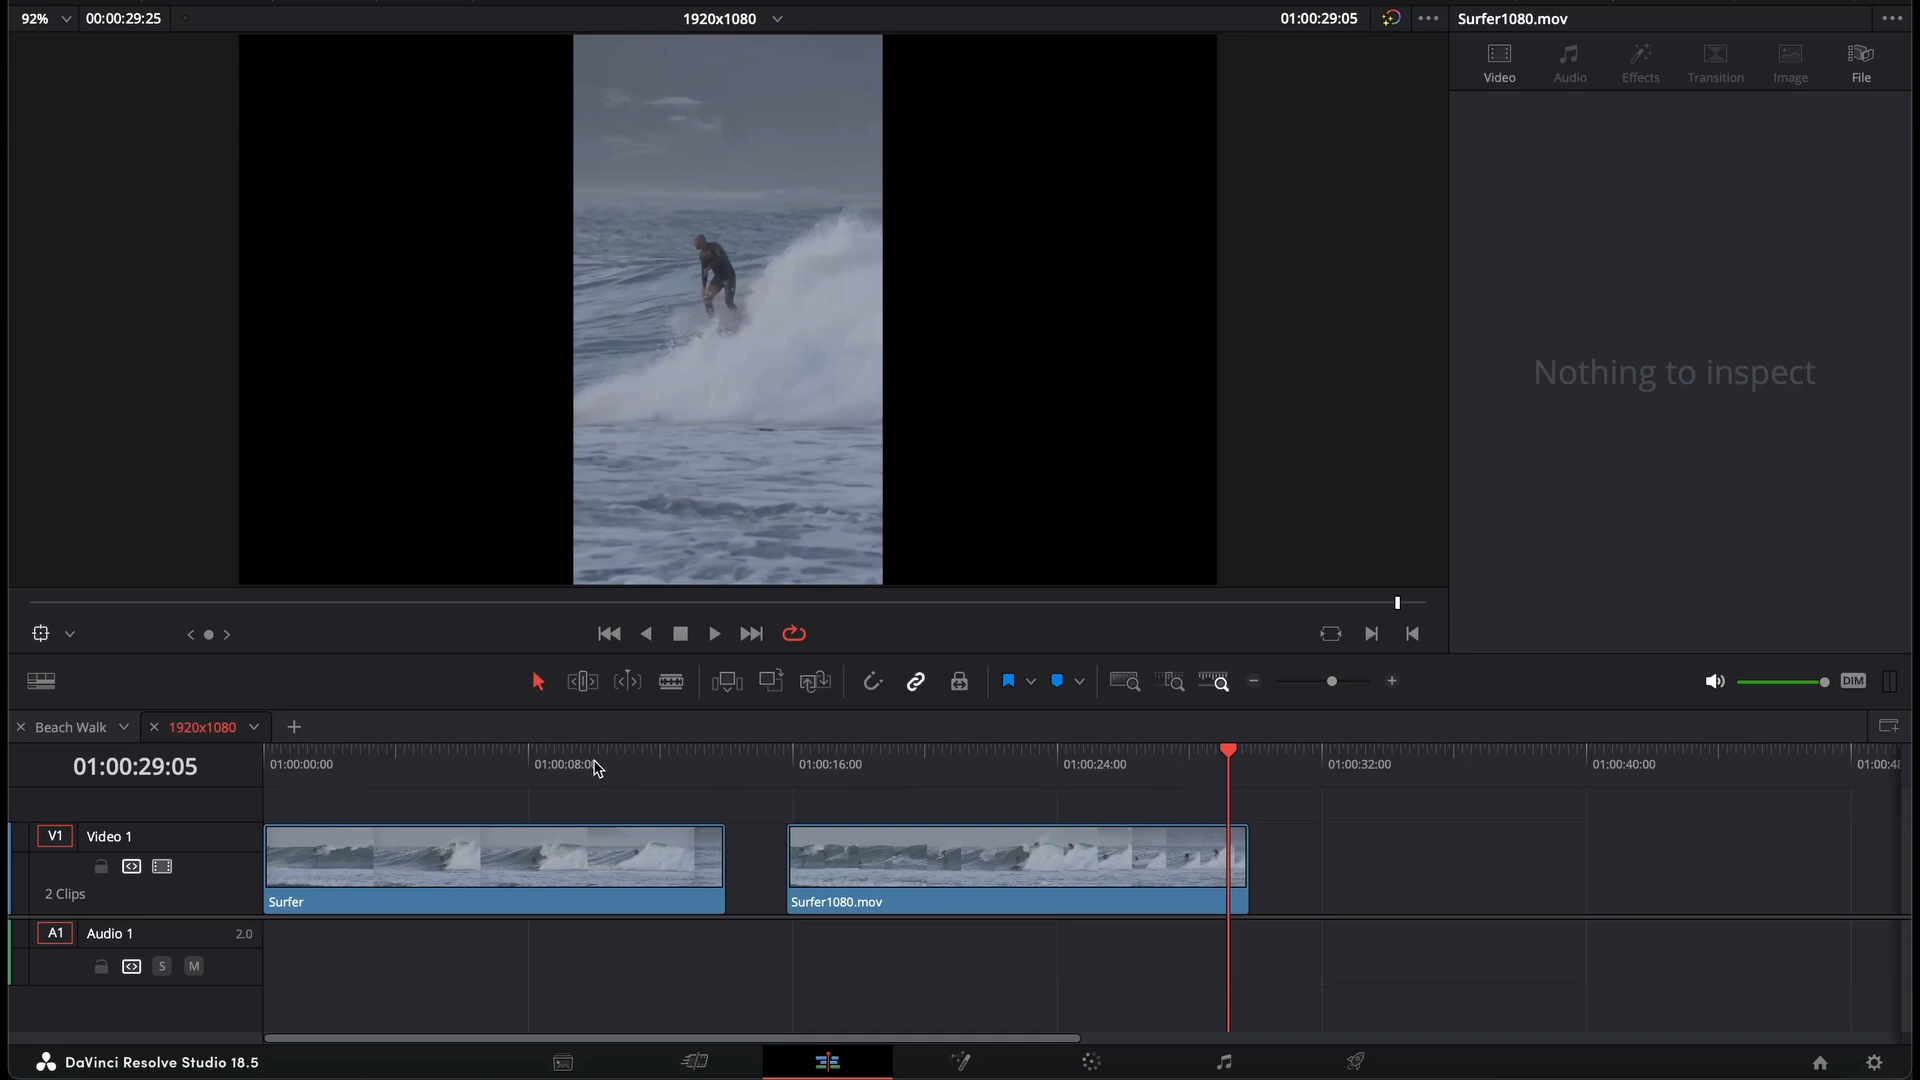 92%
00:00:29:25
1920x1080
01:00:29:05
Surfer1080.mov
Video
Audio
Effects
Transition
Image
File
Nothing to inspect
DIM
Beach Walk
1920x1080
01:00:29:05
01:00:00:00
01:00:08:00
01:00:16:00
01:00:24:00
01:00:32:00
01:00:40:00
01:00:48
V1
Video 1
2 Clips
Surfer
Surfer1080.mov
A1
Audio 1
2.0
S
M
DaVinci Resolve Studio 18.5